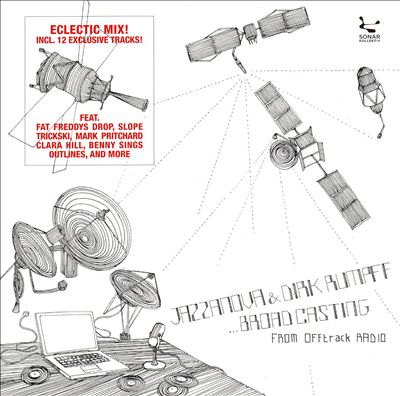 ECLECTIC MIX!
INCL. 12 EXCLUSIVE TRACKS!
FEAT.
FAT FREDDYS DROP, SLOPE
TRICKSKI, MARK PRITCHARD
CLARA HILL, BENNY SINGS
OUTLINES, AND MORE
SONAR
KOLLEKTIV
JAZZANOVA & DIRK RUMPFF
...BROADCASTING
FROM OFFtrack RADIO